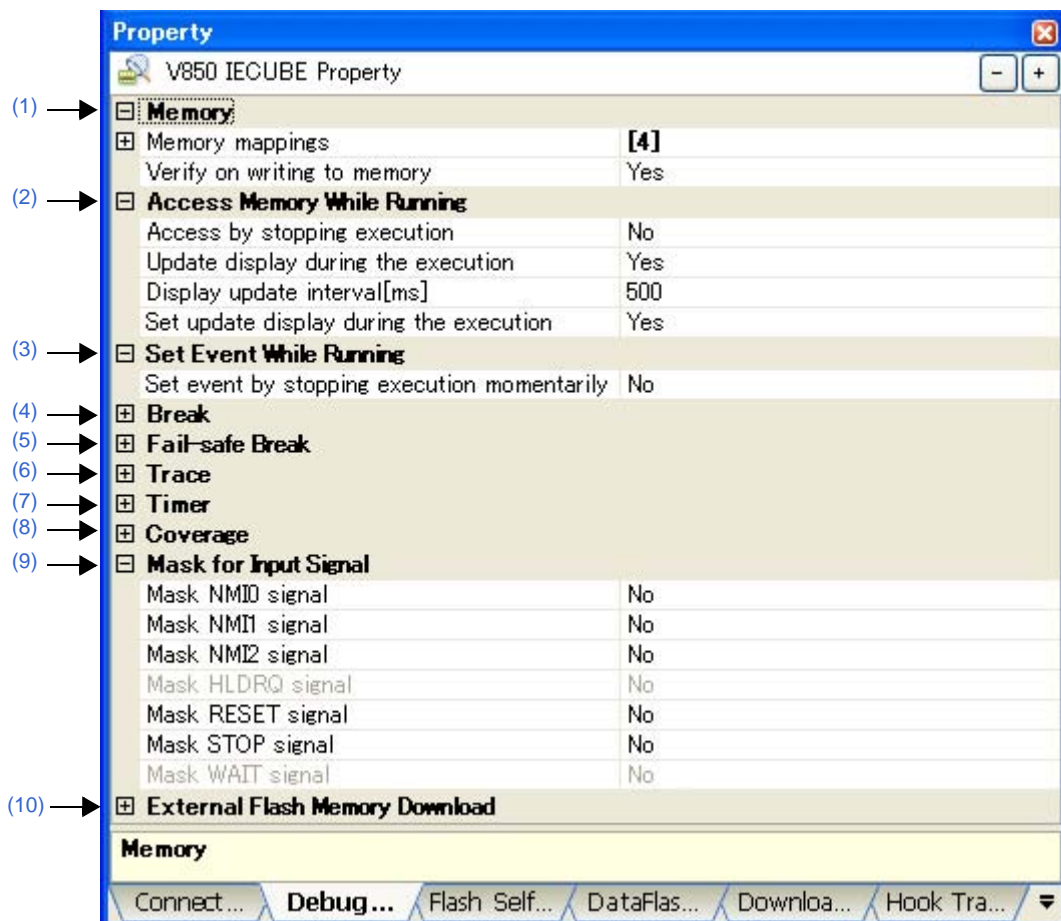 Property
V850 IECUBE Property - +
(1) Memory
Memory mappings [4]
Verify on writing to memory Yes
(2) Access Memory While Running
Access by stopping execution No
Update display during the execution Yes
Display update interval[ms] 500
Set update display during the execution Yes
(3) Set Event While Running
Set event by stopping execution momentarily No
(4) Break
(5) Fail-safe Break
(6) Trace
(7) Timer
(8) Coverage
(9) Mask for Input Signal
Mask NMI0 signal No
Mask NMI1 signal No
Mask NMI2 signal No
Mask HLDRQ signal No
Mask RESET signal No
Mask STOP signal No
Mask WAIT signal No
(10) External Flash Memory Download
Memory
Connect... Debug... Flash Self... DataFlas... Downloa... Hook Tra...